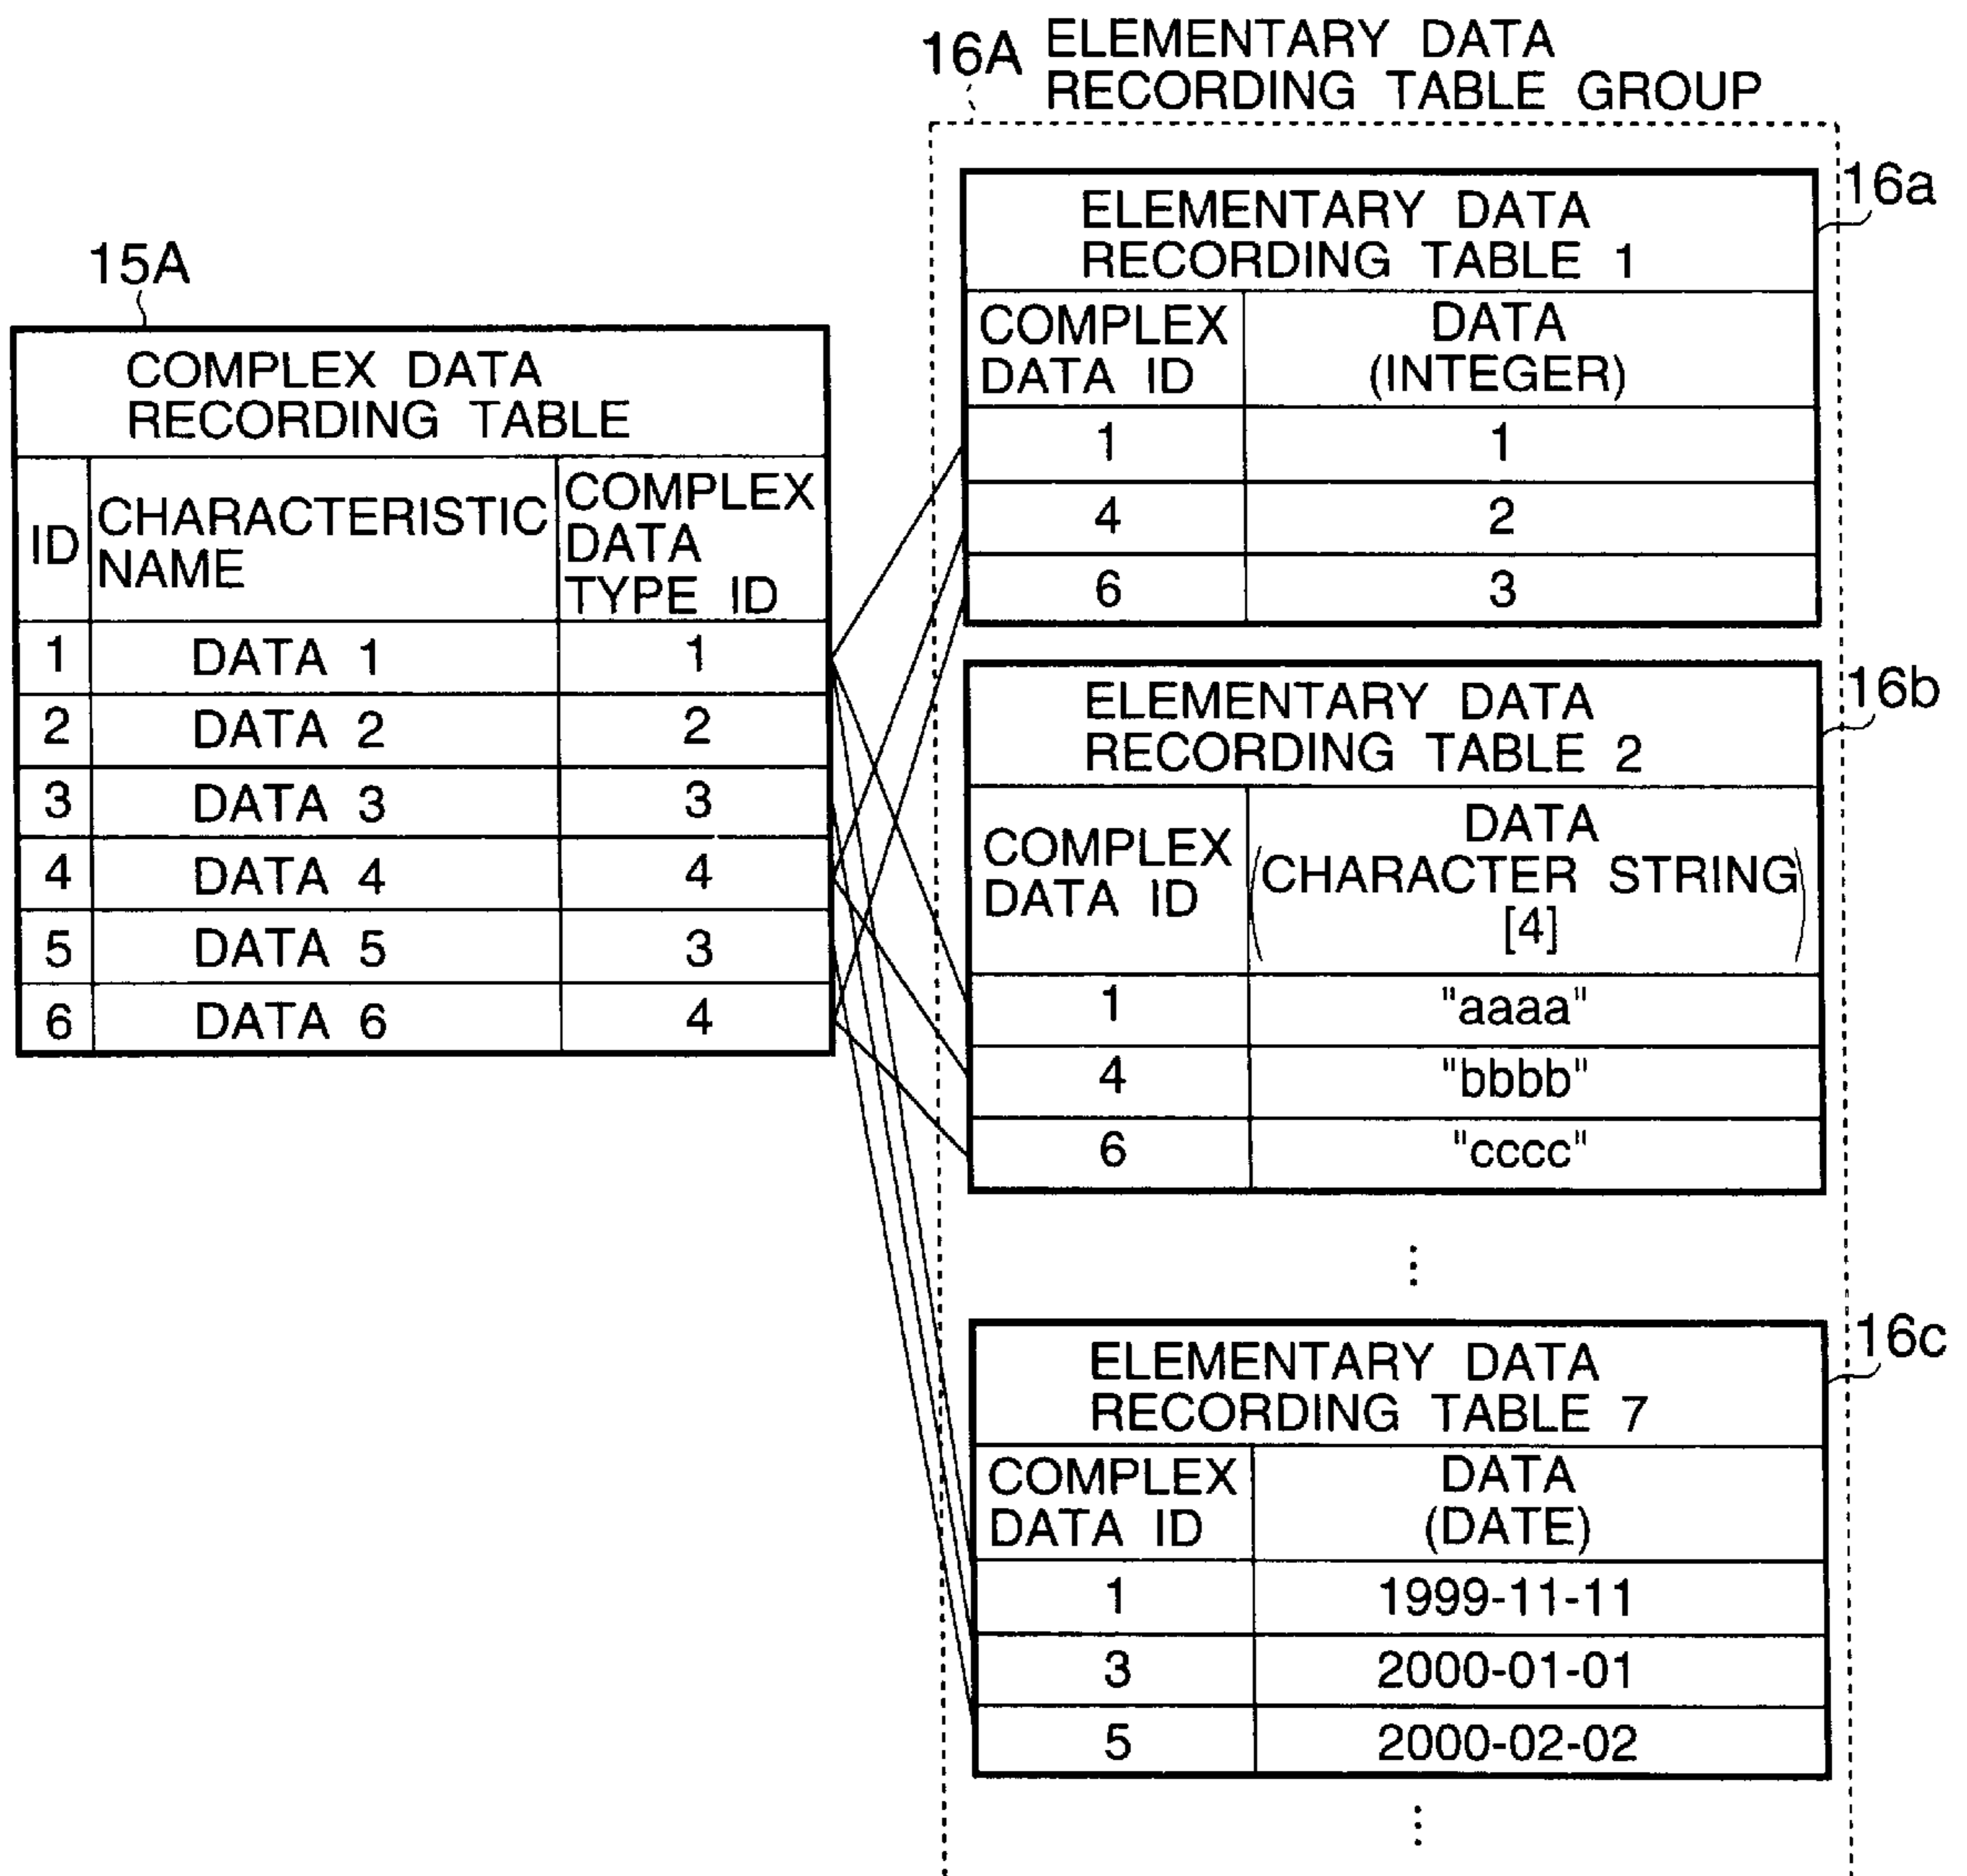 16A ELEMENTARY DATA
RECORDING TABLE GROUP
15A
COMPLEX DATA
RECORDING TABLE
ID
CHARACTERISTIC
NAME
COMPLEX
DATA
TYPE ID
1 DATA 1 1
2 DATA 2 2
3 DATA 3 3
4 DATA 4 4
5 DATA 5 3
6 DATA 6 4
16a
ELEMENTARY DATA
RECORDING TABLE 1
COMPLEX
DATA ID
DATA
(INTEGER)
1 1
4 2
6 3
16b
ELEMENTARY DATA
RECORDING TABLE 2
COMPLEX
DATA ID
DATA
(CHARACTER STRING
[4])
1 "aaaa"
4 "bbbb"
6 "cccc"
16c
ELEMENTARY DATA
RECORDING TABLE 7
COMPLEX
DATA ID
DATA
(DATE)
1 1999-11-11
3 2000-01-01
5 2000-02-02